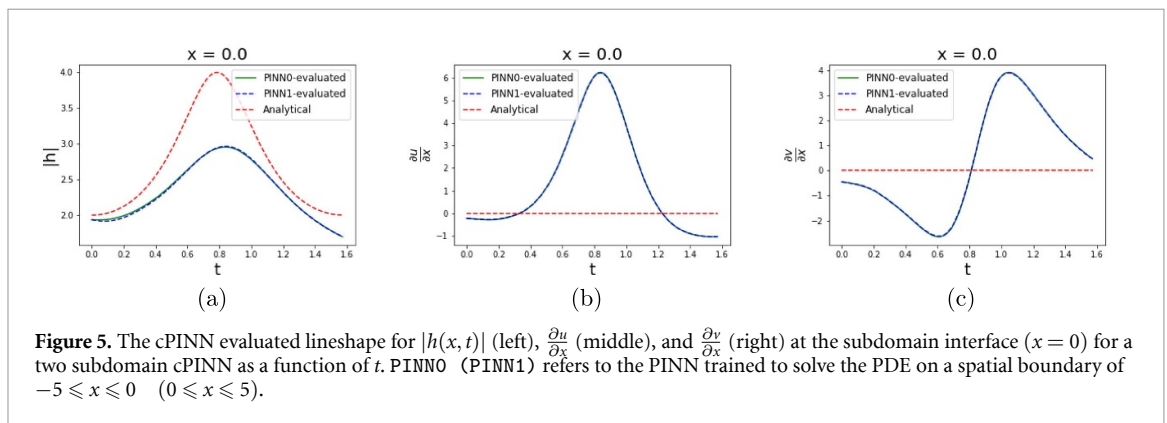 x = 0.0
|h|
4.0
3.5
3.0
2.5
2.0
PINN0-evaluated
PINN1-evaluated
Analytical
0.0 0.2 0.4 0.6 0.8 1.0 1.2 1.4 1.6
t
(a)
x = 0.0
∂u/∂x
6
5
4
3
2
1
0
−1
PINN0-evaluated
PINN1-evaluated
Analytical
0.0 0.2 0.4 0.6 0.8 1.0 1.2 1.4 1.6
t
(b)
x = 0.0
∂v/∂x
4
3
2
1
0
−1
−2
PINN0-evaluated
PINN1-evaluated
Analytical
0.0 0.2 0.4 0.6 0.8 1.0 1.2 1.4 1.6
t
(c)
Figure 5. The cPINN evaluated lineshape for |h(x, t)| (left), ∂u/∂x (middle), and ∂v/∂x (right) at the subdomain interface (x = 0) for a
two subdomain cPINN as a function of t. PINN0 (PINN1) refers to the PINN trained to solve the PDE on a spatial boundary of
−5 ⩽ x ⩽ 0 (0 ⩽ x ⩽ 5).